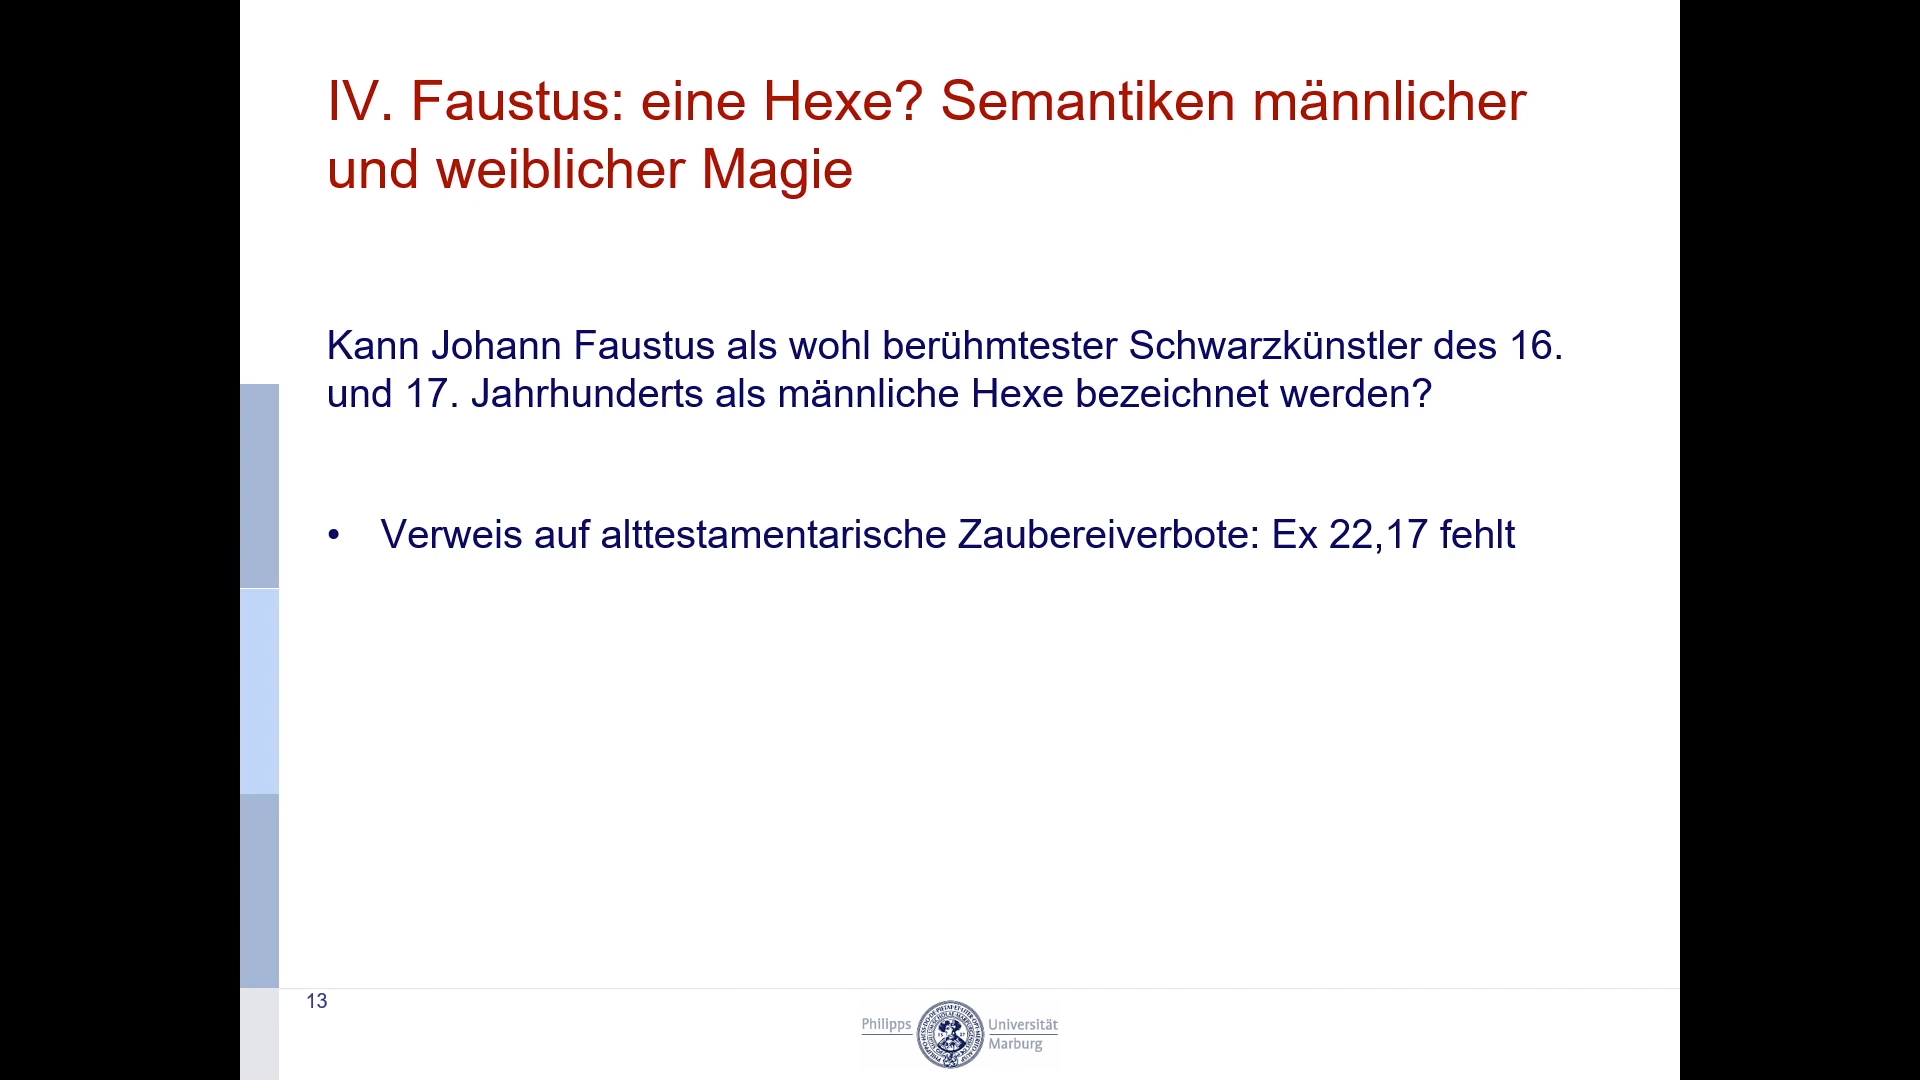 IV. Faustus: eine Hexe? Semantiken männlicher
und weiblicher Magie
Kann Johann Faustus als wohl berühmtester Schwarzkünstler des 16.
und 17. Jahrhunderts als männliche Hexe bezeichnet werden?
• Verweis auf alttestamentarische Zaubereiverbote: Ex 22,17 fehlt
13
Philipps Universität
Marburg